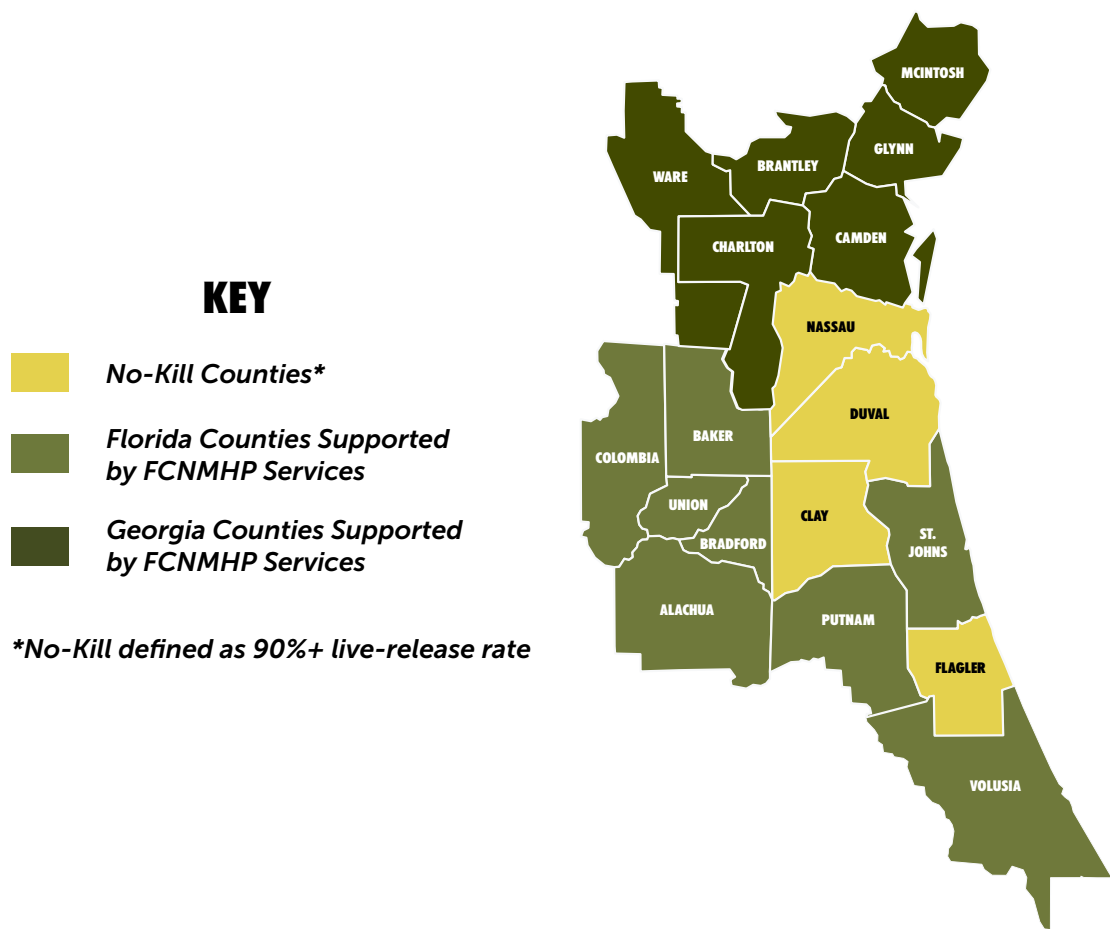 KEY
No-Kill Counties*
Florida Counties Supported
by FCNMHP Services
Georgia Counties Supported
by FCNMHP Services
*No-Kill defined as 90%+ live-release rate
MCINTOSH
GLYNN
BRANTLEY
WARE
CAMDEN
CHARLTON
NASSAU
DUVAL
BAKER
COLOMBIA
UNION
CLAY
BRADFORD
ST.
JOHNS
ALACHUA
PUTNAM
FLAGLER
VOLUSIA